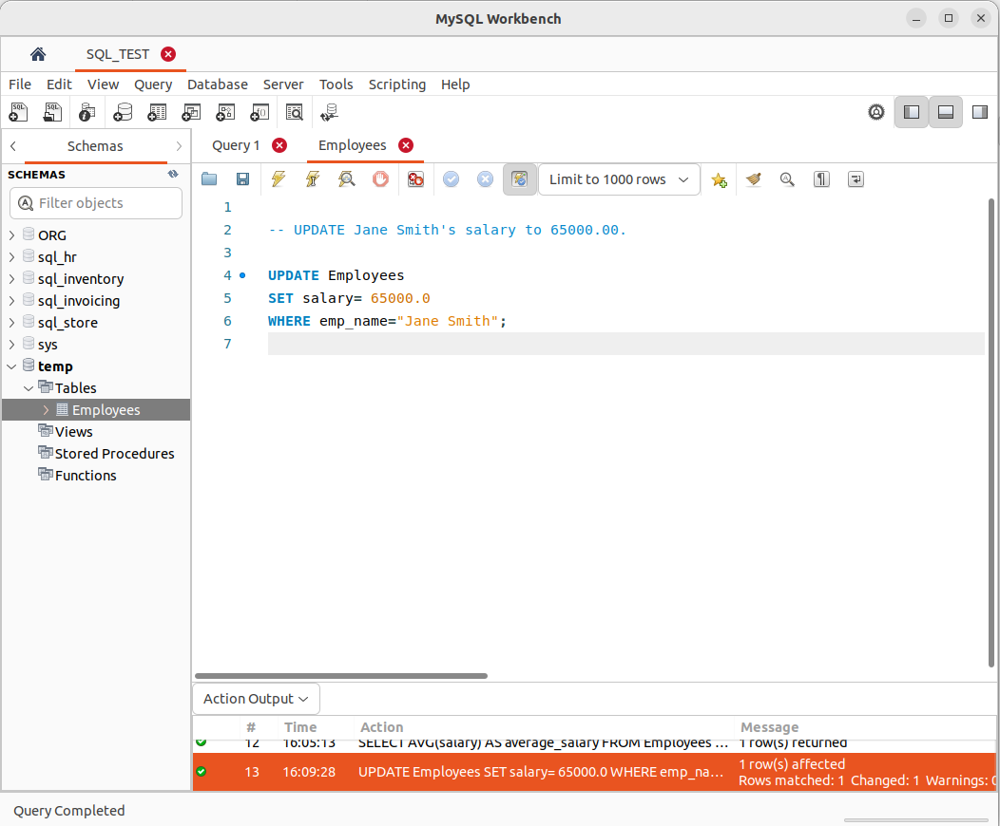 MySQL Workbench
SQL_TEST
File Edit View Query Database Server Tools Scripting Help
Schemas
Query 1 Employees
SCHEMAS
Limit to 1000 rows
Filter objects
ORG
sql_hr
sql_inventory
sql_invoicing
sql_store
sys
temp
Tables
Employees
Views
Stored Procedures
Functions
1
2 -- UPDATE Jane Smith's salary to 65000.00.
3
4 UPDATE Employees
5 SET salary= 65000.0
6 WHERE emp_name="Jane Smith";
7
Action Output
# Time Action Message
12 16:05:13 SELECT AVG(salary) AS average_salary FROM Employees ... 1 row(s) returned
13 16:09:28 UPDATE Employees SET salary= 65000.0 WHERE emp_na... 1 row(s) affected
Rows matched: 1 Changed: 1 Warnings: 0
Query Completed